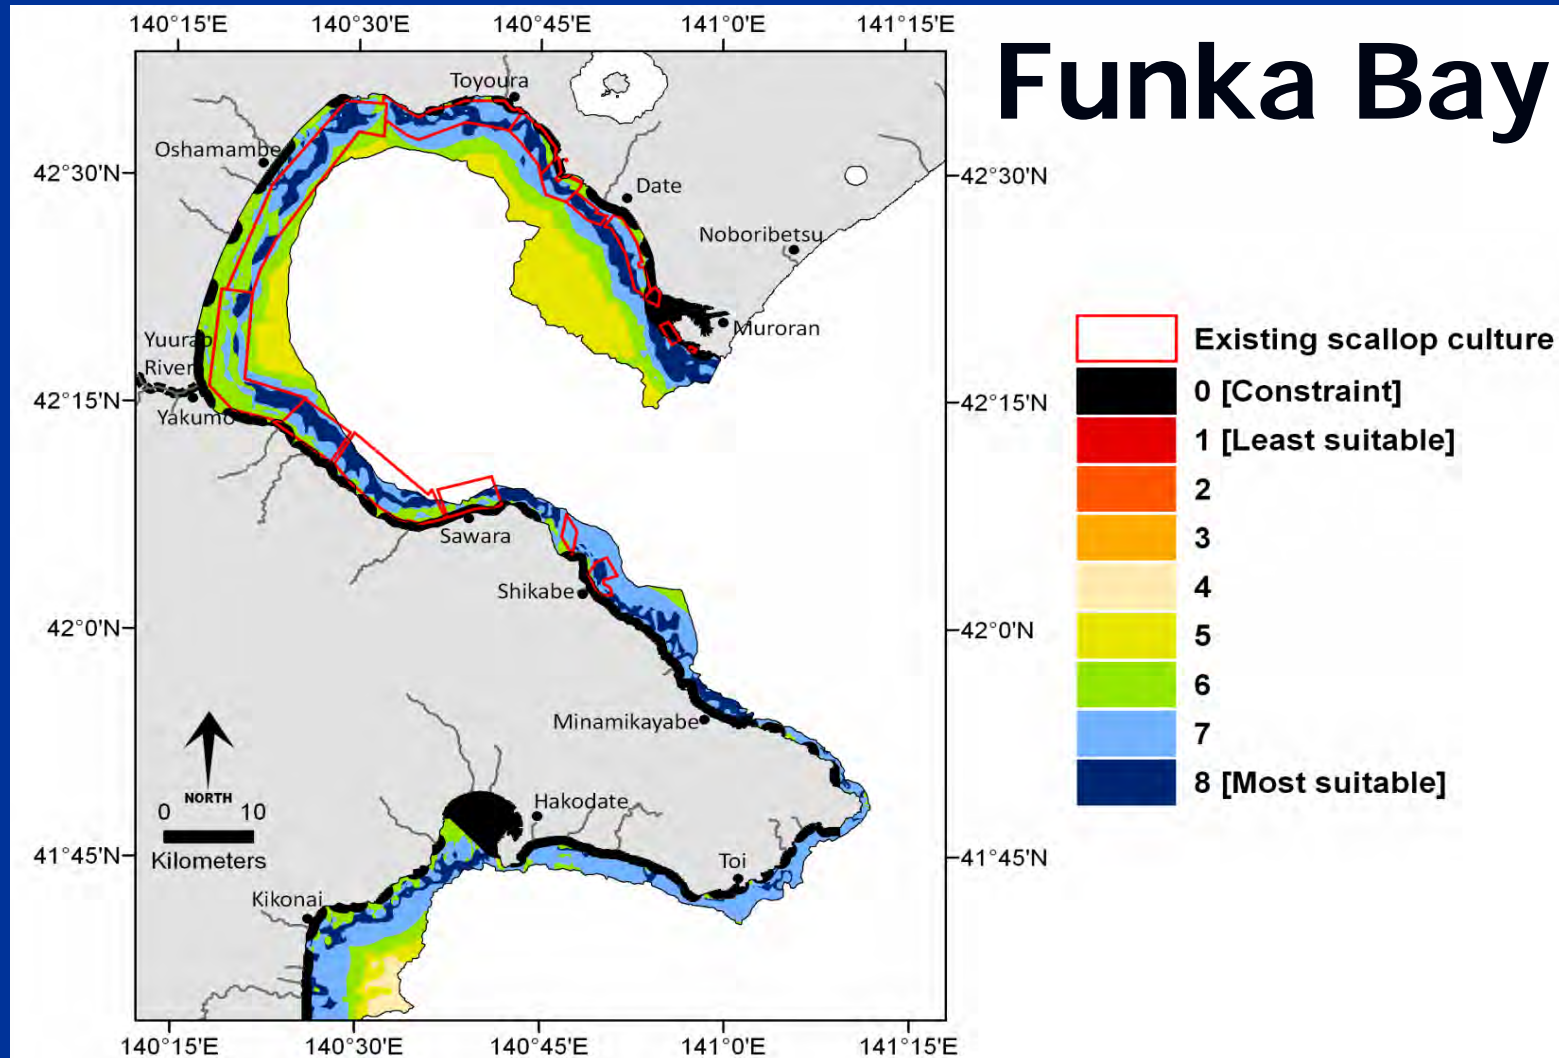 140°15'E 140°30'E 140°45'E 141°0'E 141°15'E
Funka Bay
Toyoura
Oshamambe
42°30'N 42°30'N
Date
Noboribetsu
Muroran
Yuurap
River
42°15'N 42°15'N
Yakumo
Sawara
Shikabe
42°0'N 42°0'N
Minamikayabe
NORTH
0 10
Kilometers
Hakodate
41°45'N 41°45'N
Toi
Kikonai
140°15'E 140°30'E 140°45'E 141°0'E 141°15'E
Existing scallop culture
0 [Constraint]
1 [Least suitable]
2
3
4
5
6
7
8 [Most suitable]